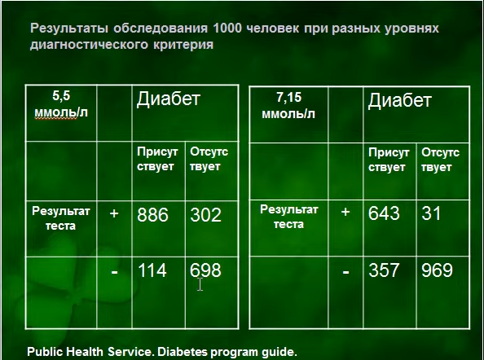 Результаты обследования 1000 человек при разных уровнях
диагностического критерия
5,5
ммоль/л
Диабет
Присут
ствует
Отсутс
твует
Результат
теста
+
886
302
-
114
698
7,15
ммоль/л
Диабет
Присут
ствует
Отсутс
твует
Результат
теста
+
643
31
-
357
969
Public Health Service. Diabetes program guide.